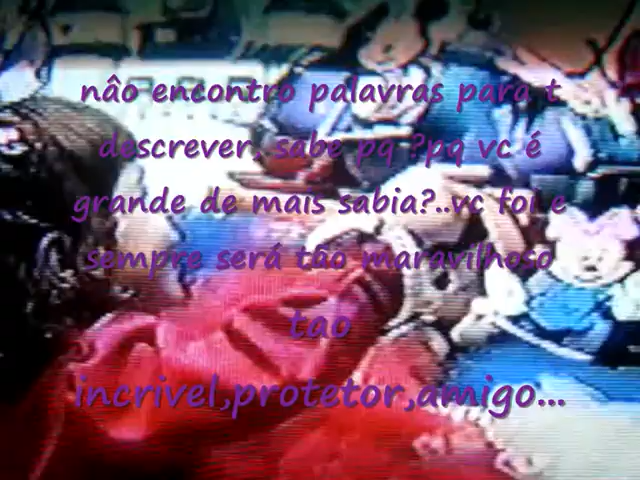 nâo encontro palavras para t
descrever, sabe pq ?pq vc é
grande de mais sabia?..vc foi e
sempre será tâo maravilhoso
tao
incrivel,protetor,amigo...